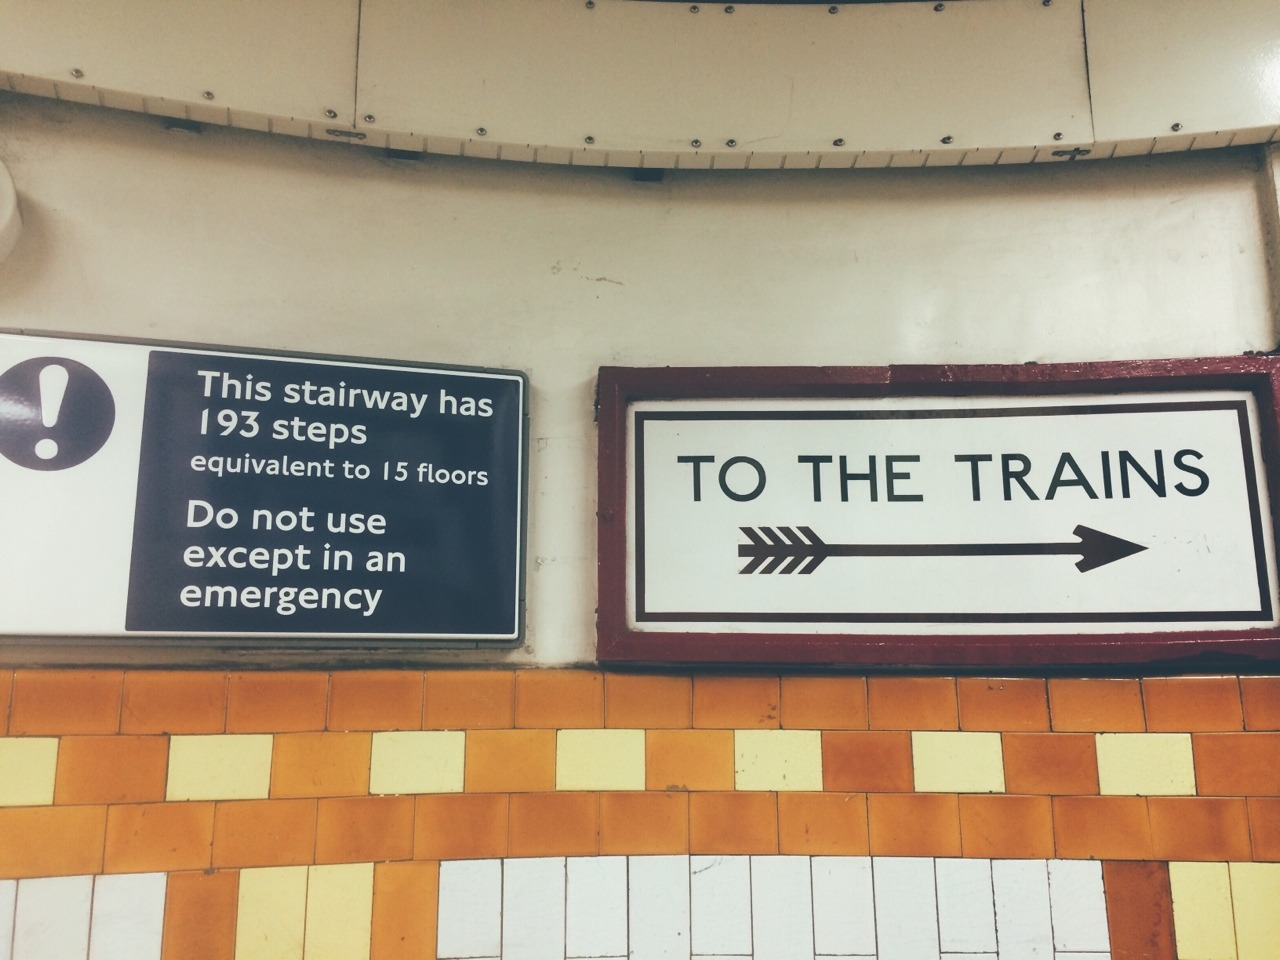 This stairway has
193 steps
equivalent to 15 floors
Do not use
except in an
emergency
TO THE TRAINS